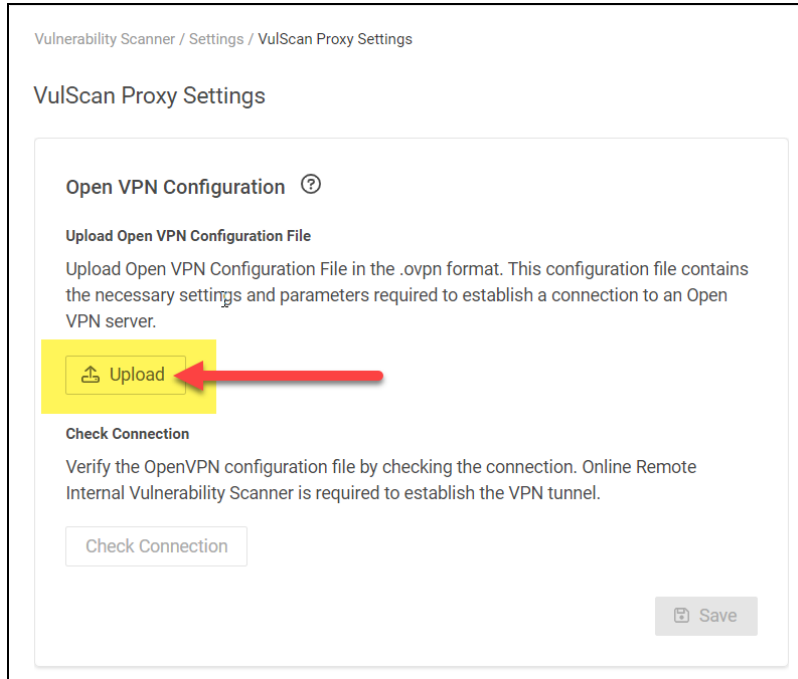 Vulnerability Scanner / Settings / VulScan Proxy Settings
VulScan Proxy Settings
Open VPN Configuration ?
Upload Open VPN Configuration File
Upload Open VPN Configuration File in the .ovpn format. This configuration file contains
the necessary settings and parameters required to establish a connection to an Open
VPN server.
Upload
Check Connection
Verify the OpenVPN configuration file by checking the connection. Online Remote
Internal Vulnerability Scanner is required to establish the VPN tunnel.
Check Connection
Save